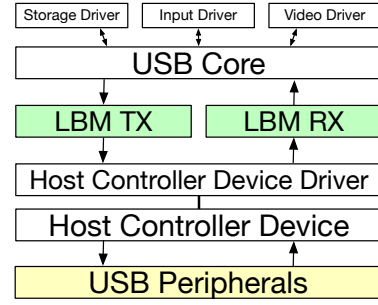 Storage Driver Input Driver Video Driver
USB Core
LBM TX LBM RX
Host Controller Device Driver
Host Controller Device
USB Peripherals